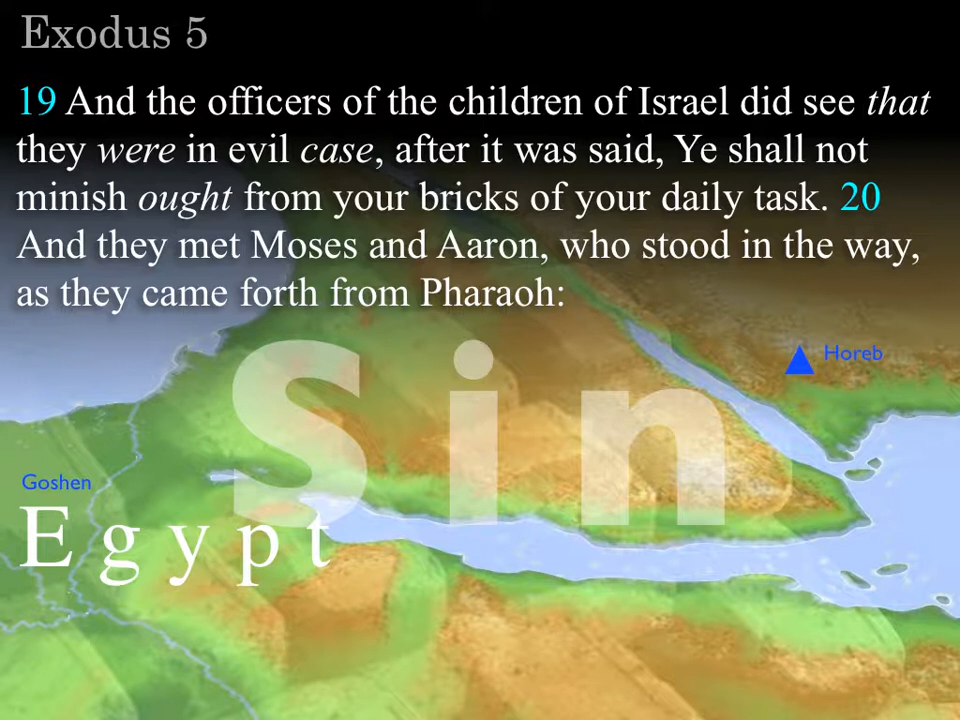 Exodus 5
19 And the officers of the children of Israel did see that
they were in evil case, after it was said, Ye shall not
minish ought from your bricks of your daily task. 20
And they met Moses and Aaron, who stood in the way,
as they came forth from Pharaoh:
Horeb
Sin
Goshen
Egypt